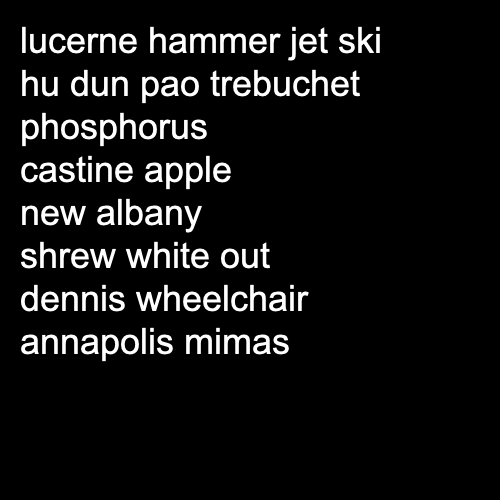 lucerne hammer jet ski
hu dun pao trebuchet
phosphorus
castine apple
new albany
shrew white out
dennis wheelchair
annapolis mimas